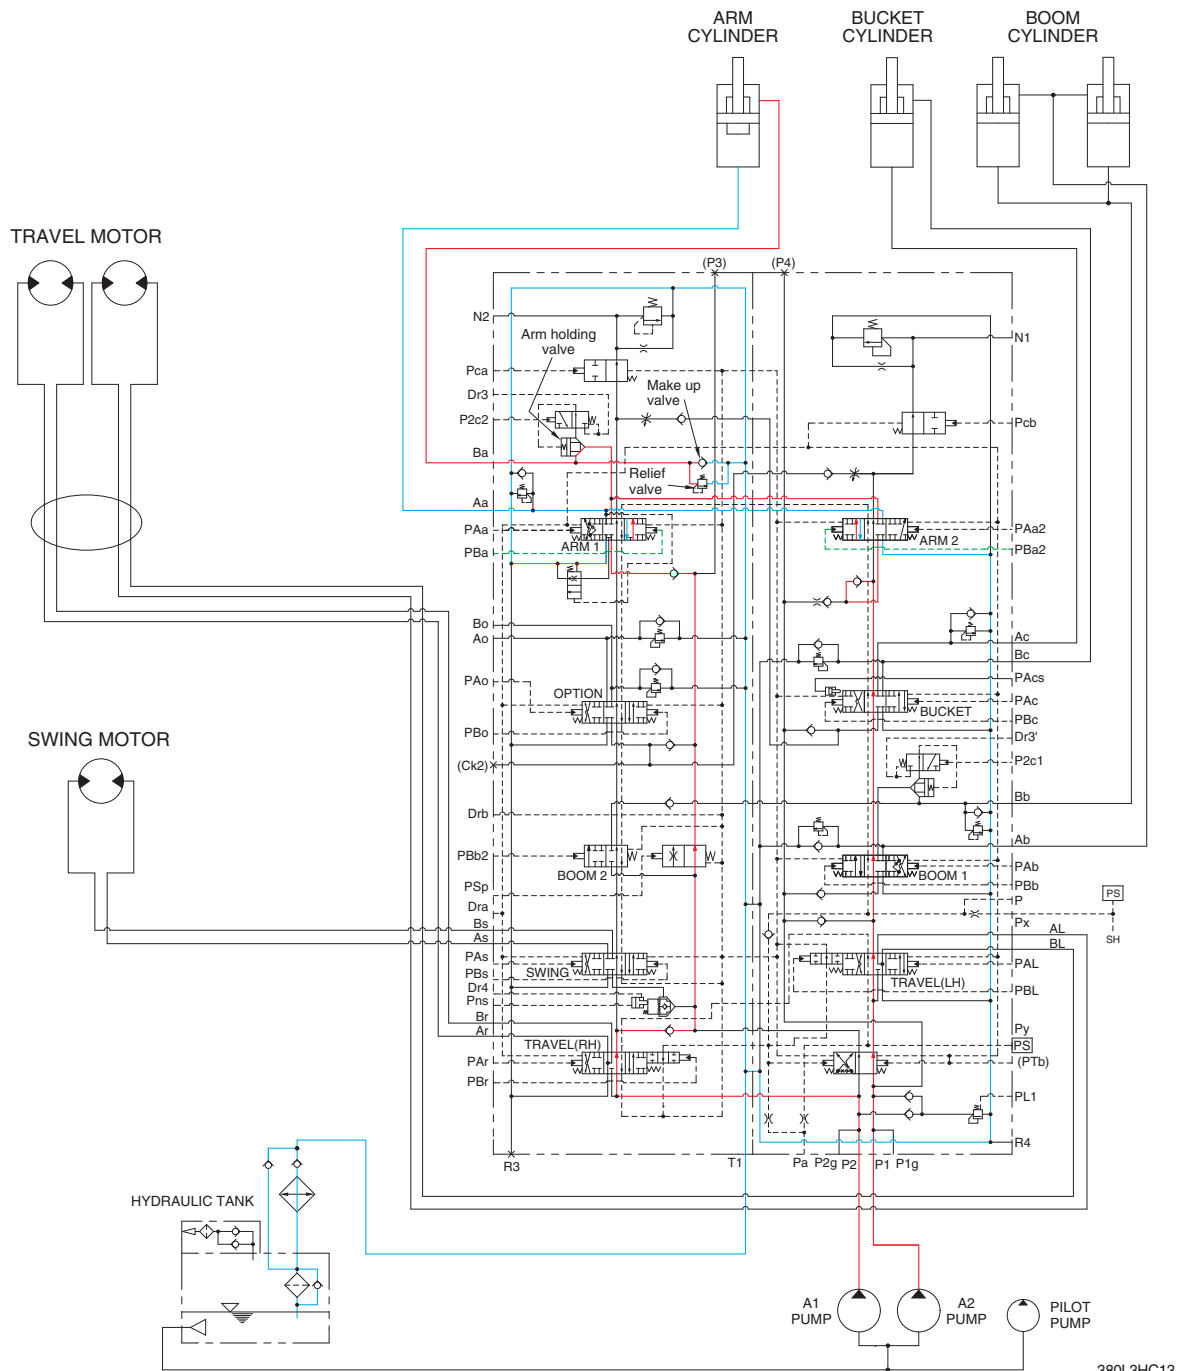 ARM
CYLINDER
BUCKET
CYLINDER
BOOM
CYLINDER
TRAVEL MOTOR
(P3)
(P4)
N2
N1
Arm holding
valve
Pca
Make up
valve
Dr3
P2c2
Pcb
Ba
Relief
valve
Aa
PAa
PAa2
ARM 1
ARM 2
PBa
PBa2
Bo
Ao
Ac
Bc
PAcs
PAo
OPTION
PAc
BUCKET
PBc
PBo
Dr3'
SWING MOTOR
(Ck2)
P2c1
Bb
Drb
Ab
PBb2
PAb
BOOM 2
BOOM 1
PSp
PBb
PS
Dra
P
Bs
Px
AL
SH
As
BL
PAs
PAL
SWING
TRAVEL(LH)
PBs
Dr4
PBL
Pns
Br
Py
Ar
TRAVEL(RH)
PS
PAr
(PTb)
PBr
PL1
R4
R3
T1
Pa
P2g
P2
P1
P1g
HYDRAULIC TANK
A1
PUMP
A2
PUMP
PILOT
PUMP
380L3HC13